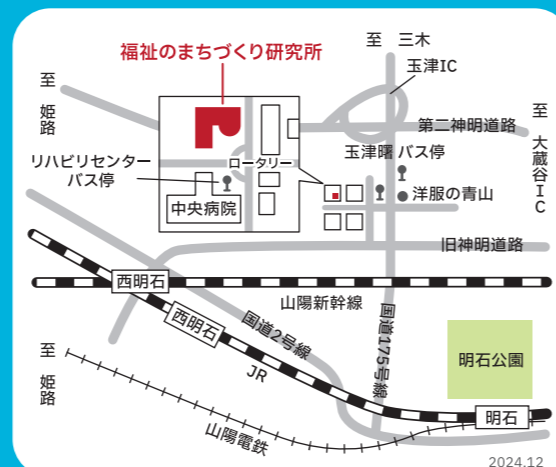 福祉のまちづくり研究所
至 三木
玉津IC
至 姫路
第二神明道路
至 大蔵谷IC
玉津曙 バス停
リハビリセンター
バス停
ロータリー
洋服の青山
中央病院
旧神明道路
西明石
山陽新幹線
西明石
国道2号線
国道175号線
至 姫路
JR
明石公園
明石
山陽電鉄
2024.12